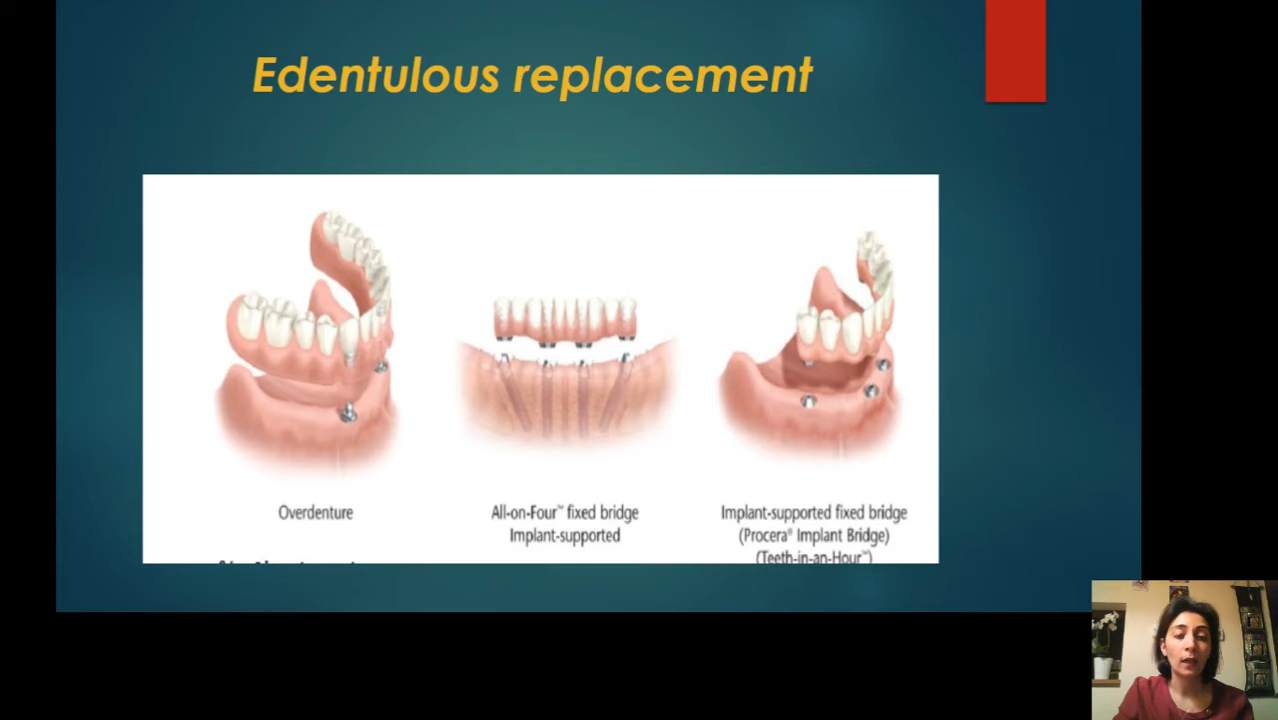 Edentulous replacement
Overdenture
All-on-Four™ fixed bridge
Implant-supported
Implant-supported fixed bridge
(Procera® Implant Bridge)
(Teeth-in-an-Hour™)